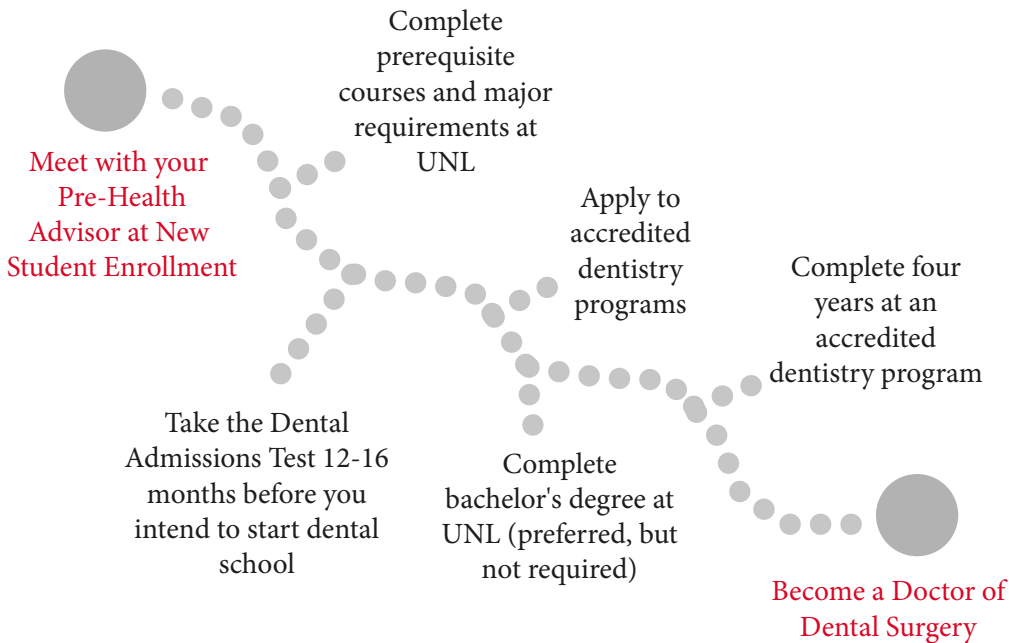 Meet with your
Pre-Health
Advisor at New
Student Enrollment
Complete
prerequisite
courses and major
requirements at
UNL
Take the Dental
Admissions Test 12-16
months before you
intend to start dental
school
Apply to
accredited
dentistry
programs
Complete
bachelor's degree at
UNL (preferred, but
not required)
Complete four
years at an
accredited
dentistry program
Become a Doctor of
Dental Surgery